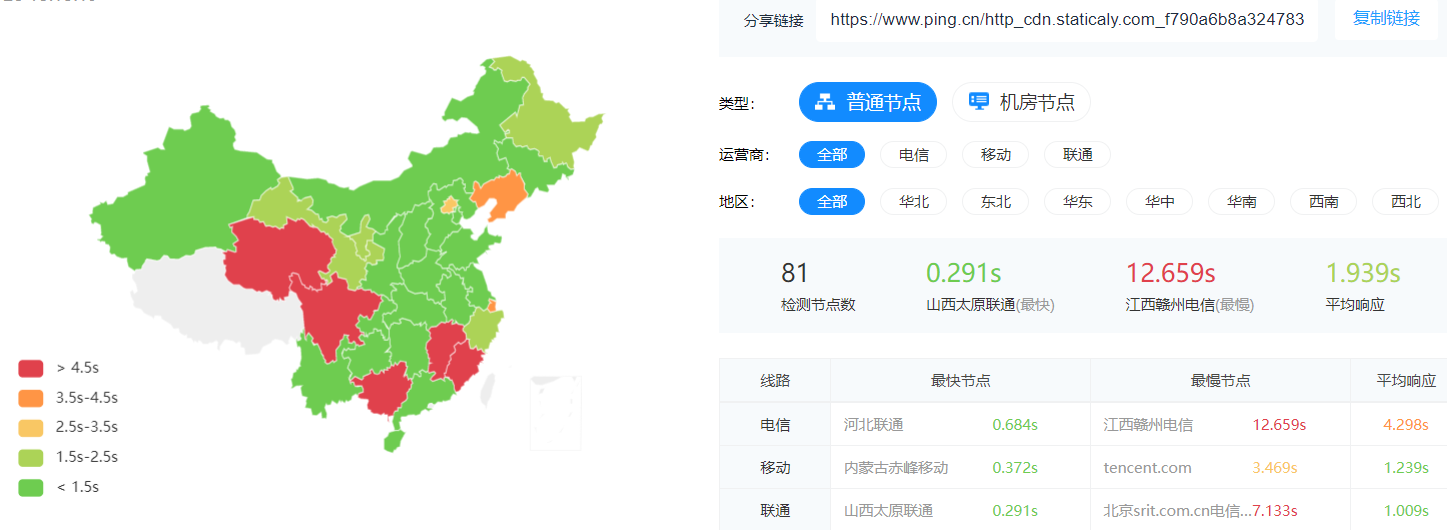 分享链接 https://www.ping.cn/http_cdn.staticaly.com_f790a6b8a324783 复制链接
类型： 普通节点 机房节点
运营商： 全部 电信 移动 联通
地区： 全部 华北 东北 华东 华中 华南 西南 西北
81 0.291s 12.659s 1.939s
检测节点数 山西太原联通(最快) 江西赣州电信(最慢) 平均响应
> 4.5s
3.5s-4.5s
2.5s-3.5s
1.5s-2.5s
< 1.5s
线路 最快节点 最慢节点 平均响应
电信 河北联通 0.684s 江西赣州电信 12.659s 4.298s
移动 内蒙古赤峰移动 0.372s tencent.com 3.469s 1.239s
联通 山西太原联通 0.291s 北京srit.com.cn电信...7.133s 1.009s